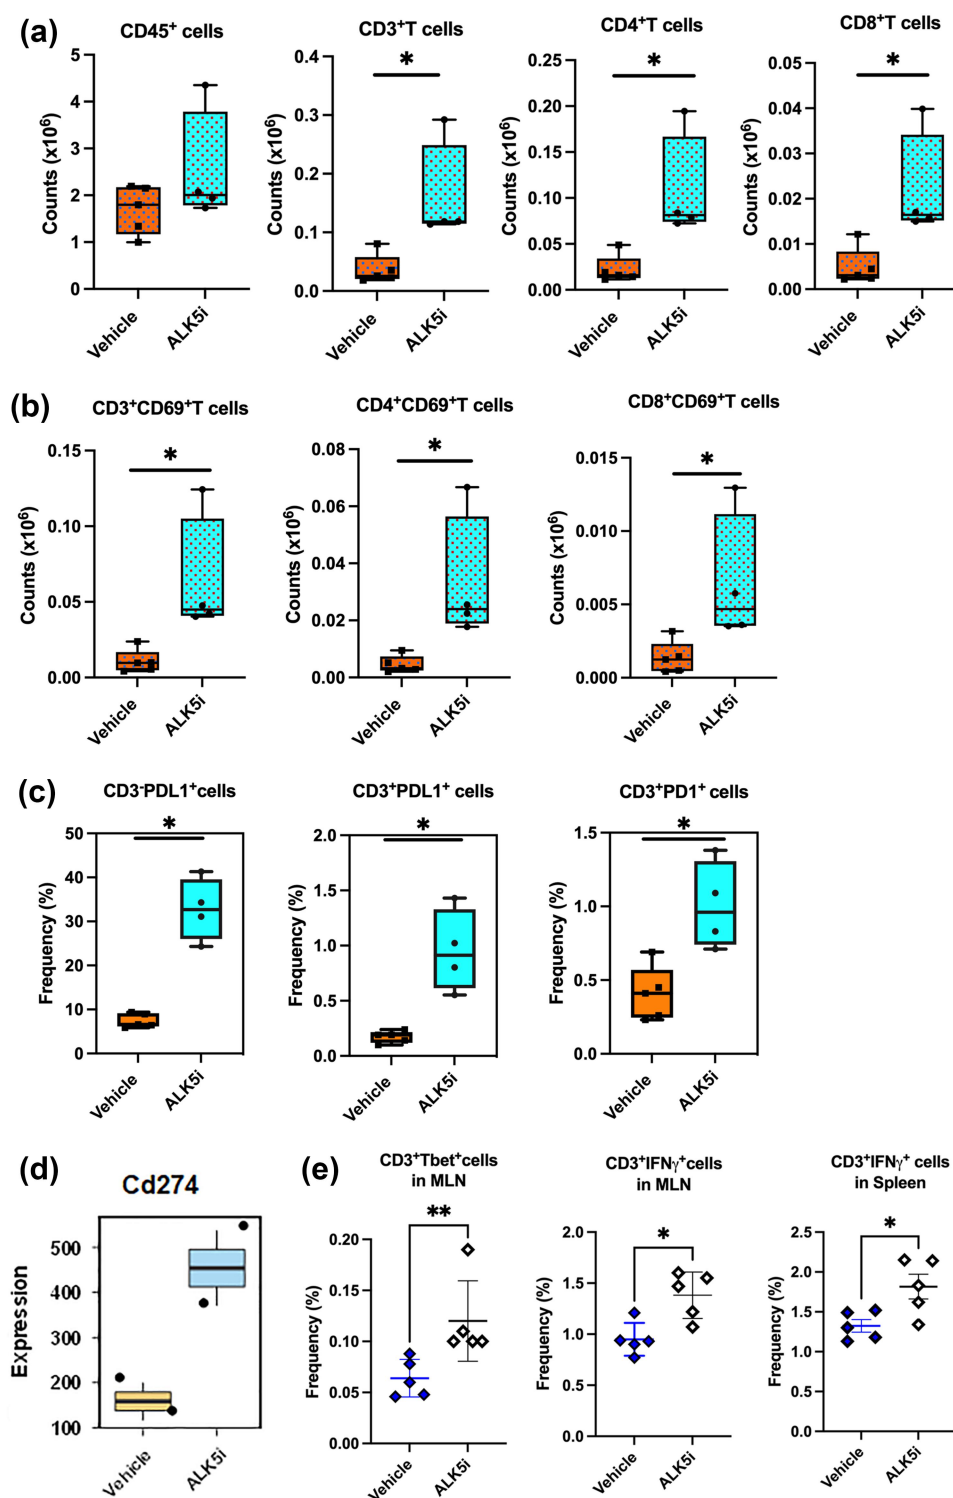 (a)
CD45⁺ cells
CD3⁺T cells
CD4⁺T cells
CD8⁺T cells
Counts (x10⁶)
5
4
3
2
1
0
Vehicle
ALK5i
Counts (x10⁶)
0.4
0.3
0.2
0.1
0.0
Vehicle
ALK5i
*
Counts (x10⁶)
0.25
0.20
0.15
0.10
0.05
0.00
Vehicle
ALK5i
*
Counts (x10⁶)
0.05
0.04
0.03
0.02
0.01
0.00
Vehicle
ALK5i
*
(b)
CD3⁺CD69⁺T cells
CD4⁺CD69⁺T cells
CD8⁺CD69⁺T cells
Counts (x10⁶)
0.15
0.10
0.05
0.00
Vehicle
ALK5i
*
Counts (x10⁶)
0.08
0.06
0.04
0.02
0.00
Vehicle
ALK5i
*
Counts (x10⁶)
0.015
0.010
0.005
0.000
Vehicle
ALK5i
*
(c)
CD3⁻PDL1⁺cells
CD3⁺PDL1⁺ cells
CD3⁺PD1⁺ cells
Frequency (%)
50
40
30
20
10
0
Vehicle
ALK5i
*
Frequency (%)
2.0
1.5
1.0
0.5
0.0
Vehicle
ALK5i
*
Frequency (%)
1.5
1.0
0.5
0.0
Vehicle
ALK5i
*
(d)
Cd274
Expression
500
400
300
200
100
Vehicle
ALK5i
(e)
CD3⁺Tbet⁺cells
in MLN
**
Frequency (%)
0.20
0.15
0.10
0.05
0.00
Vehicle
ALK5i
CD3⁺IFNγ⁺cells
in MLN
*
Frequency (%)
2.0
1.5
1.0
0.5
0.0
Vehicle
ALK5i
CD3⁺IFNγ⁺ cells
in Spleen
*
Frequency (%)
2.5
2.0
1.5
1.0
0.5
0.0
Vehicle
ALK5i